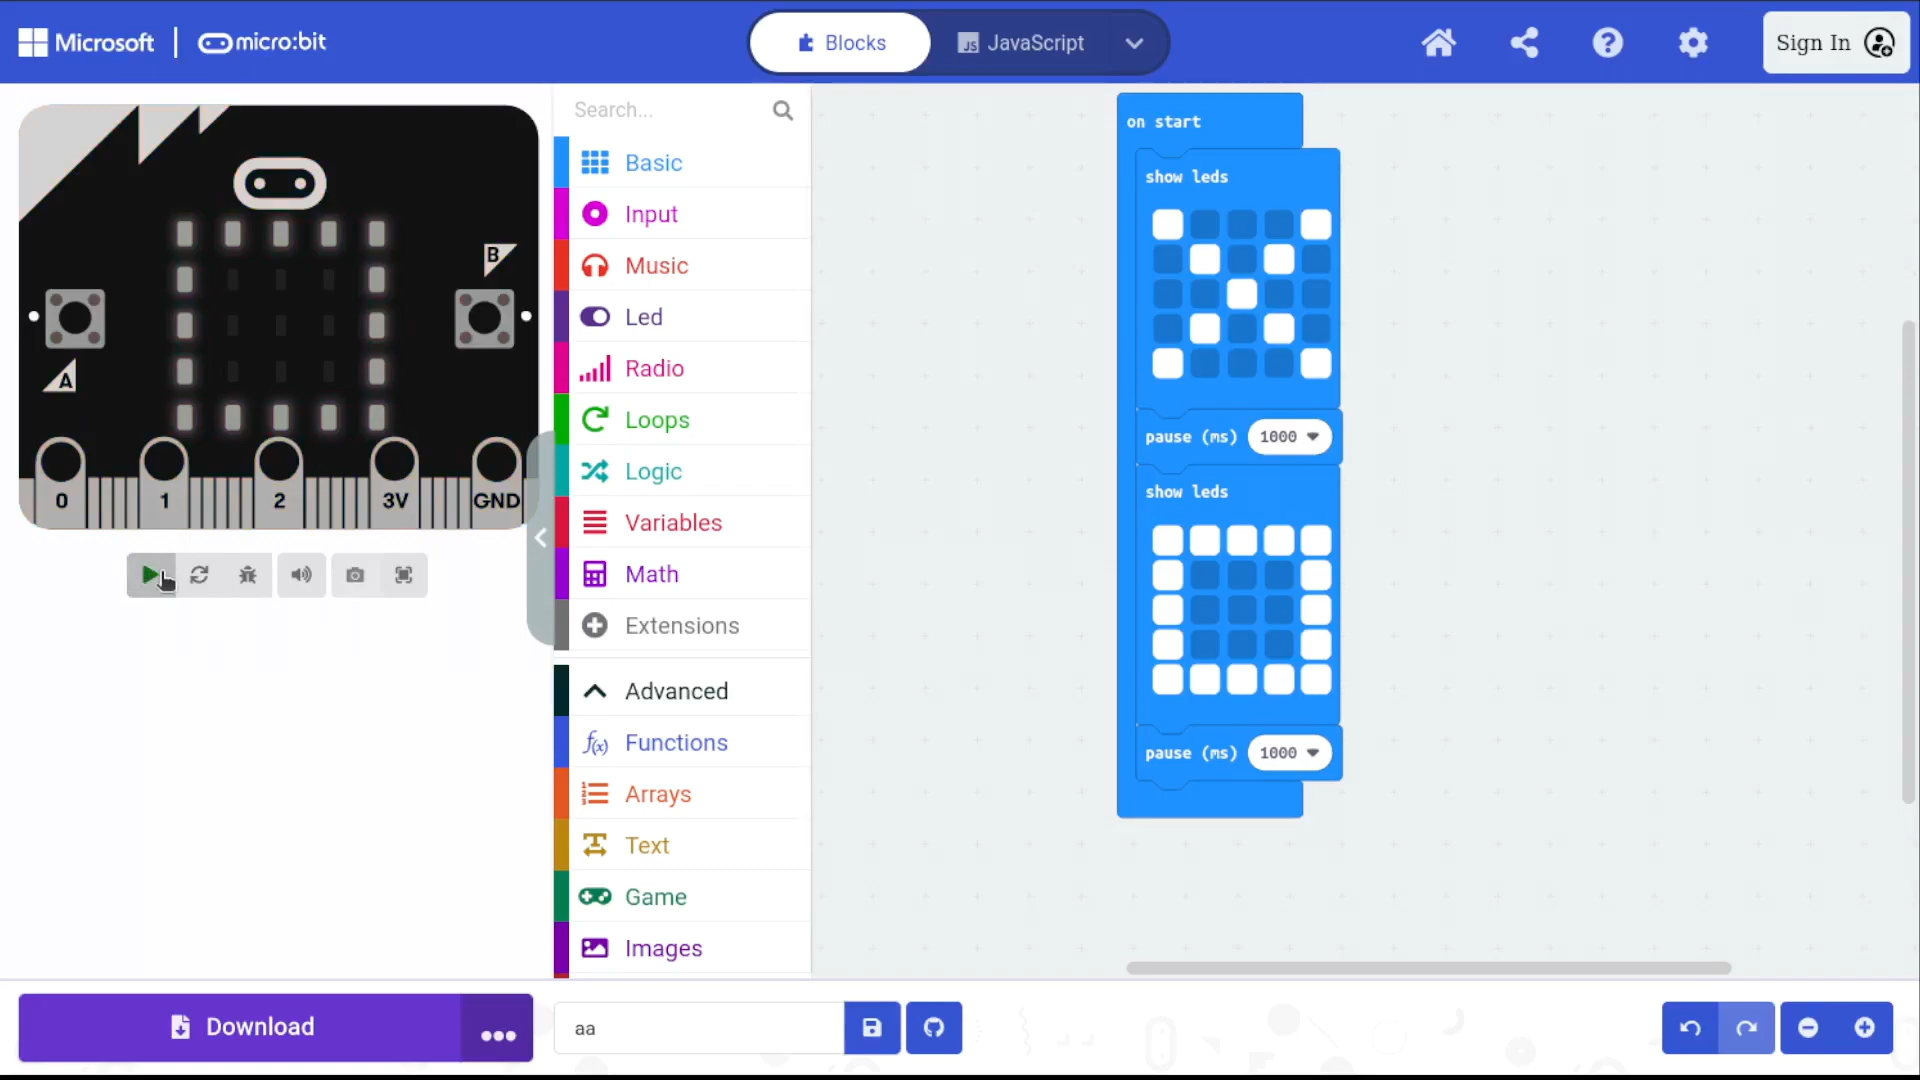 Microsoft
micro:bit
Blocks
JS JavaScript
Sign In
Search...
Basic
Input
Music
Led
Radio
Loops
Logic
Variables
Math
Extensions
Advanced
f(x) Functions
Arrays
Text
Game
Images
B
A
0 1 2 3V GND
on start
show leds
pause (ms) 1000
show leds
pause (ms) 1000
Download
aa